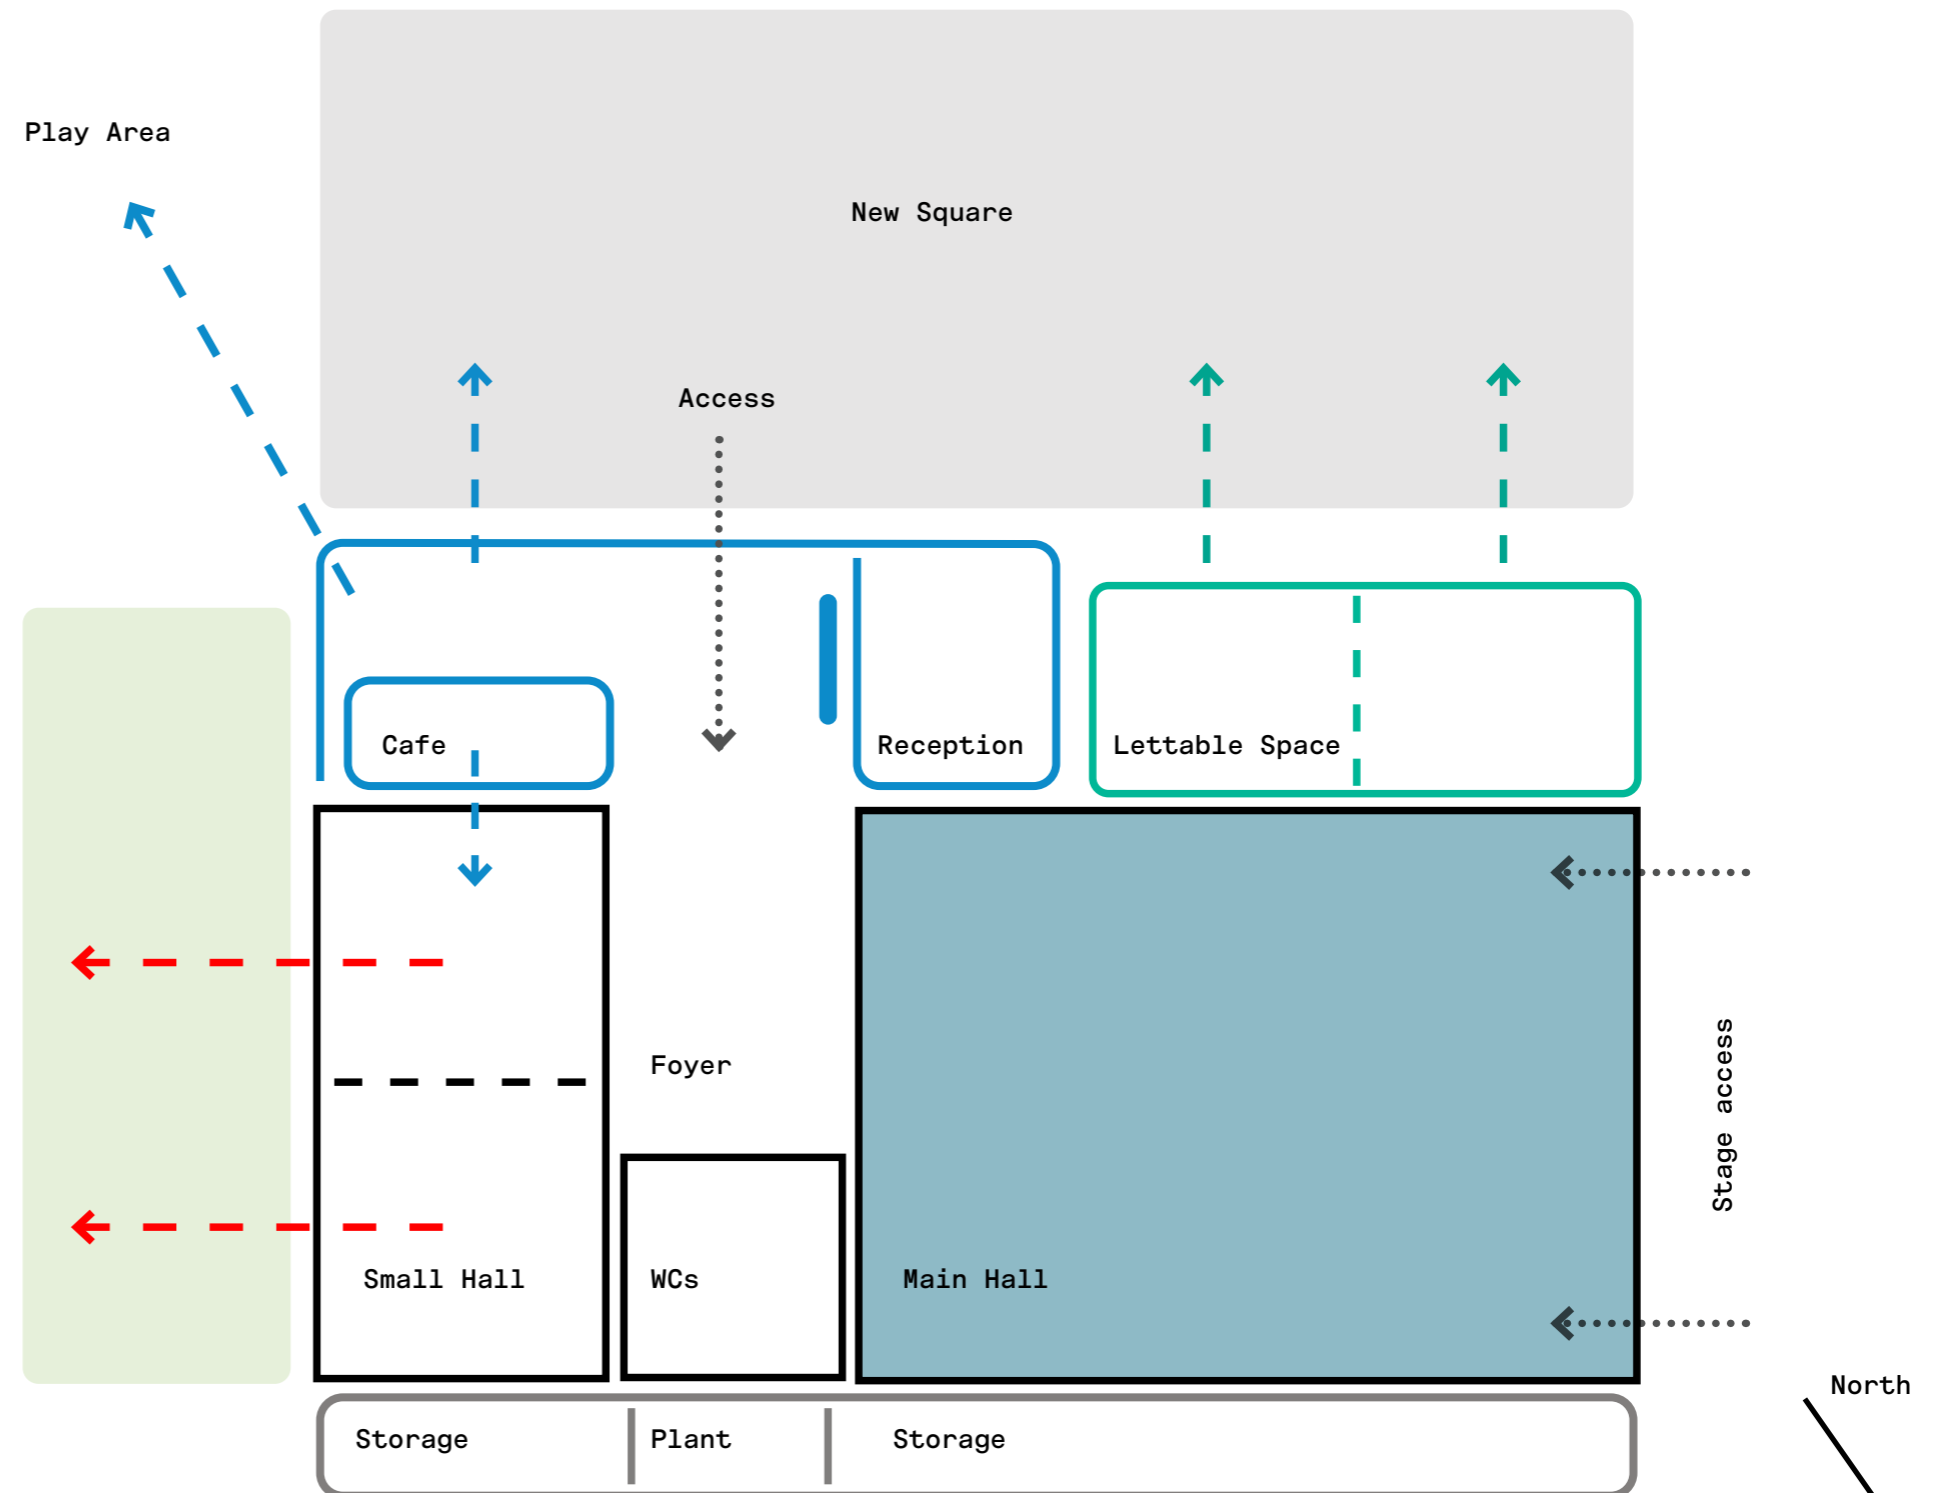 Play Area
New Square
Access
Cafe
Reception
Lettable Space
Foyer
Stage access
Small Hall
WCs
Main Hall
North
Storage
Plant
Storage